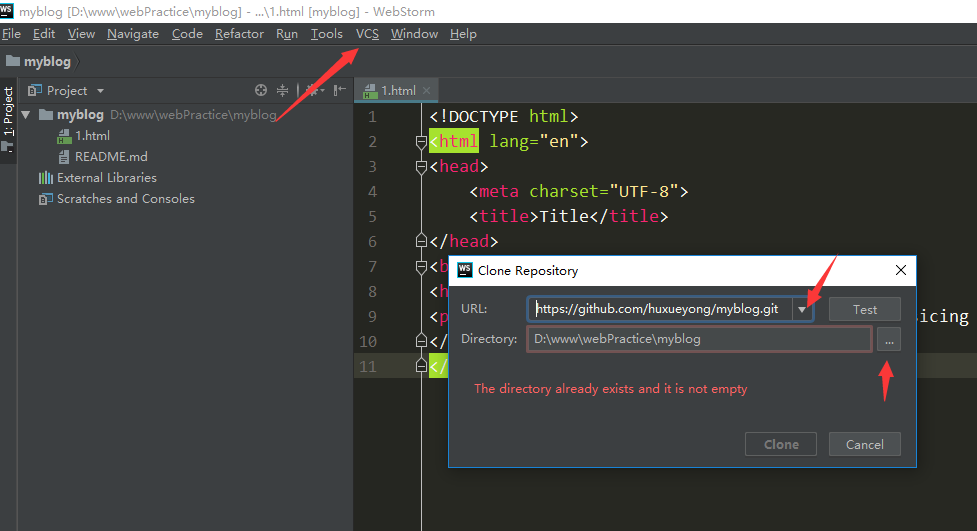 WS myblog [D:\www\webPractice\myblog] - ...\1.html [myblog] - WebStorm
File Edit View Navigate Code Refactor Run Tools VCS Window Help
myblog
1: Project
Project
1.html
myblog D:\www\webPractice\myblog
1.html
README.md
External Libraries
Scratches and Consoles
1 <!DOCTYPE html>
2 <html lang="en">
3 <head>
4 <meta charset="UTF-8">
5 <title>Title</title>
6 </head>
7 <b
8 <h
9 <p
sicing
10 </
11 </
WS Clone Repository
URL: https://github.com/huxueyong/myblog.git Test
Directory: D:\www\webPractice\myblog ...
The directory already exists and it is not empty
Clone Cancel